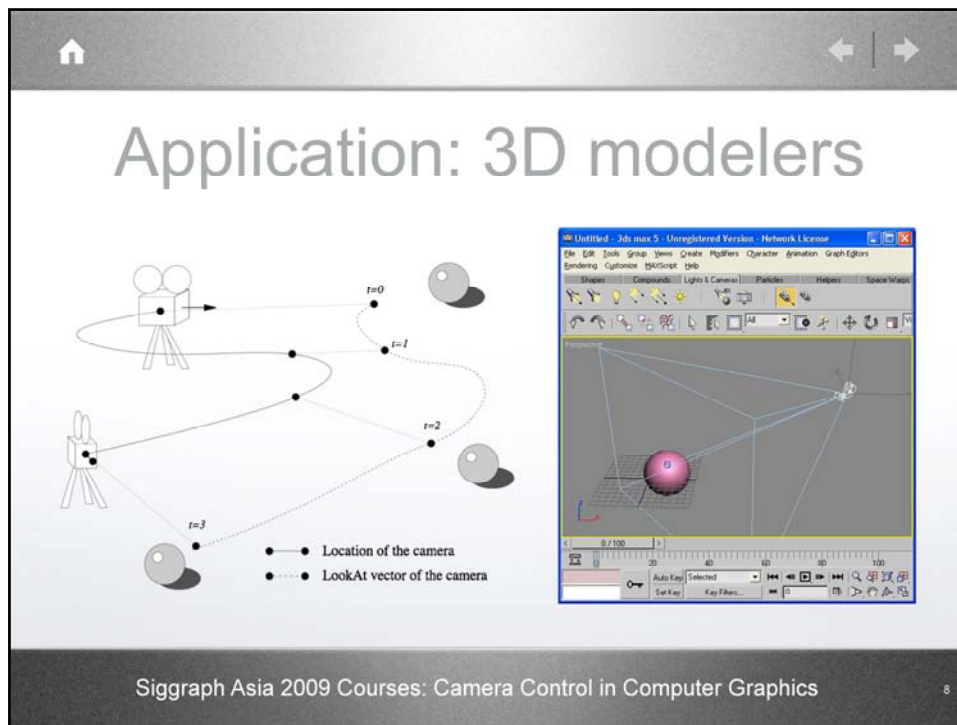 Application: 3D modelers
t=0
t=1
t=2
t=3
Location of the camera
LookAt vector of the camera
Untitled - 3ds max 5 - Unregistered Version - Network License
File Edit Tools Group Views Create Modifiers Character Animation Graph Editors
Rendering Customize MAXScript Help
Shapes Compounds Lights & Cameras Particles Helpers Space Warps
All
Perspective
0 / 100
0 20 40 60 80 100
Auto Key Selected
Set Key Key Filters... 0
Siggraph Asia 2009 Courses: Camera Control in Computer Graphics
8